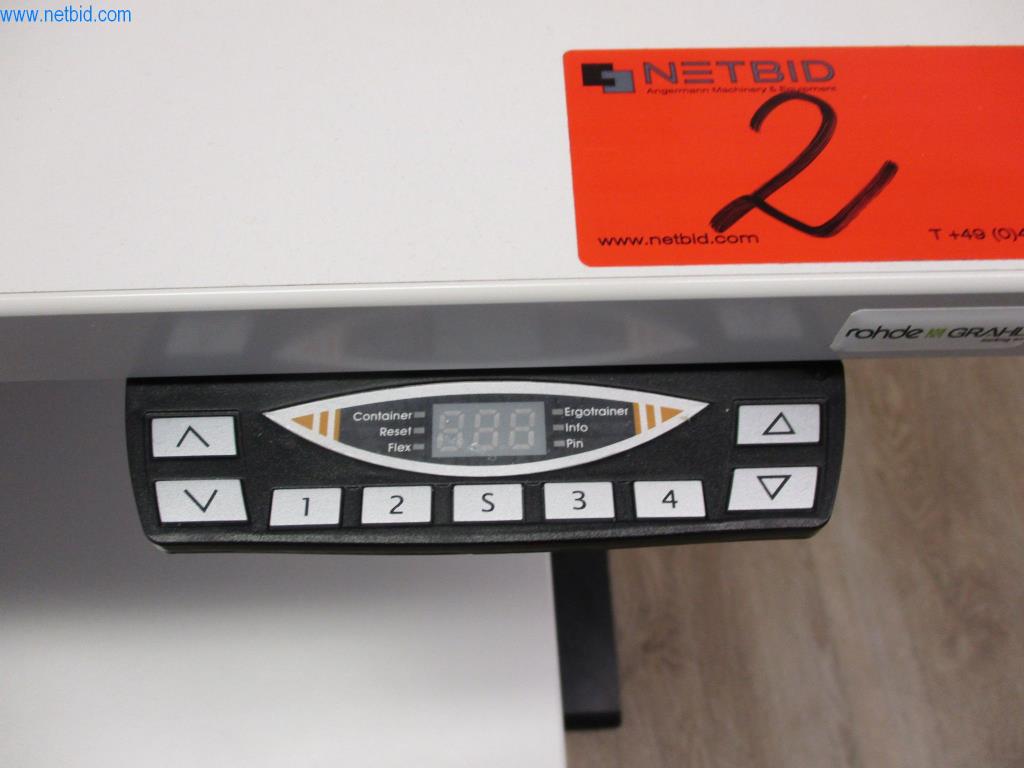 www.netbid.com
NETBID
Angermann Machinery & Equipment
2
www.netbid.com
T +49 (0)4
rohde GRAHL
Container
Reset
Flex
Ergotrainer
Info
Pin
1 2 S 3 4